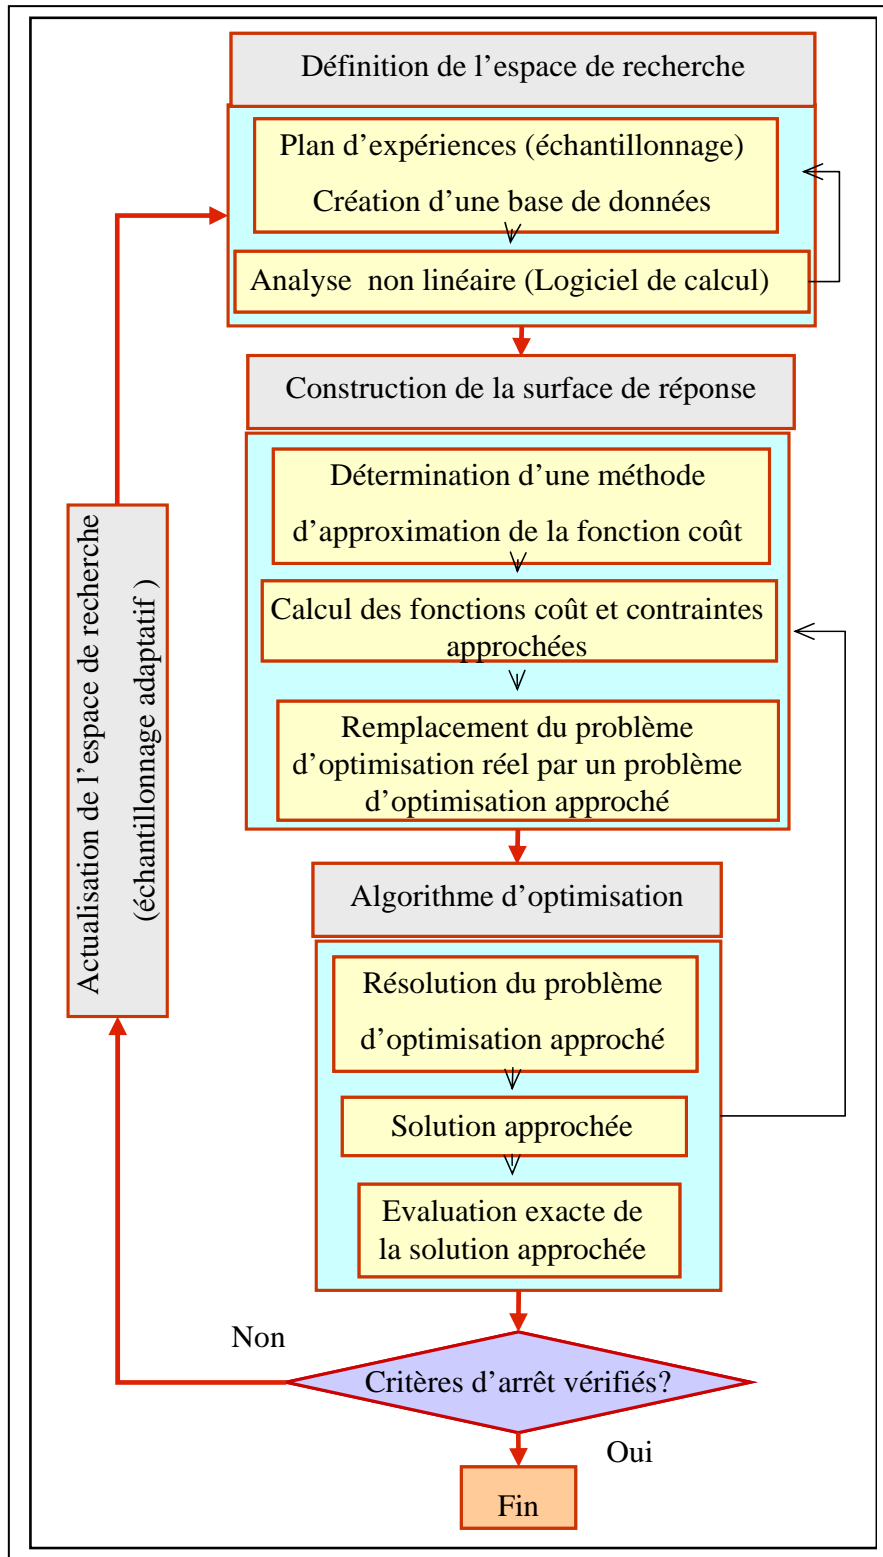 Définition de l'espace de recherche
Plan d'expériences (échantillonnage)
Création d'une base de données
Analyse non linéaire (Logiciel de calcul)
Construction de la surface de réponse
Détermination d'une méthode
d'approximation de la fonction coût
Calcul des fonctions coût et contraintes
approchées
Remplacement du problème
d'optimisation réel par un problème
d'optimisation approché
Actualisation de l'espace de recherche
(échantillonnage adaptatif )
Algorithme d'optimisation
Résolution du problème
d'optimisation approché
Solution approchée
Evaluation exacte de
la solution approchée
Non
Critères d'arrêt vérifiés?
Oui
Fin